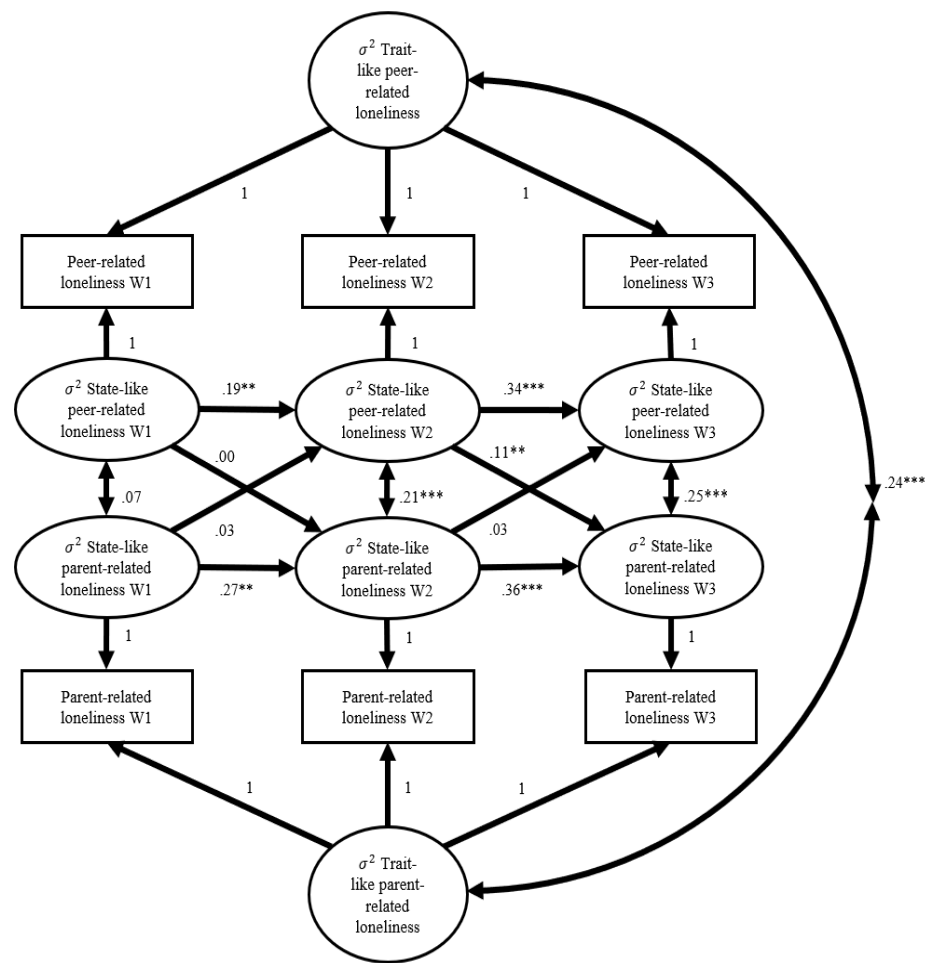 σ² Trait-
like peer-
related
loneliness
1
1
1
Peer-related
loneliness W1
Peer-related
loneliness W2
Peer-related
loneliness W3
1
1
1
σ² State-like
peer-related
loneliness W1
.19**
σ² State-like
peer-related
loneliness W2
.34***
σ² State-like
peer-related
loneliness W3
.00
.11**
.07
.21***
.25***
.24***
.03
.03
σ² State-like
parent-related
loneliness W1
.27**
σ² State-like
parent-related
loneliness W2
.36***
σ² State-like
parent-related
loneliness W3
1
1
1
Parent-related
loneliness W1
Parent-related
loneliness W2
Parent-related
loneliness W3
1
1
1
σ² Trait-
like parent-
related
loneliness